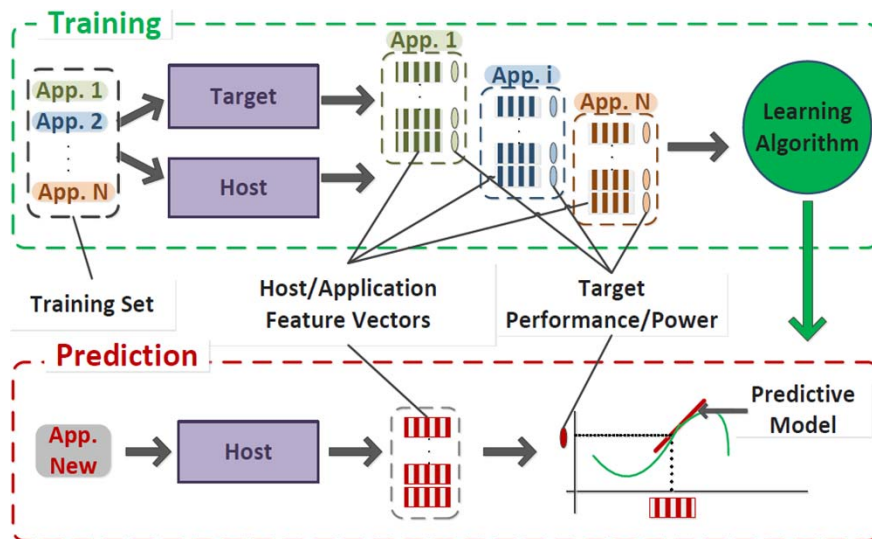 Training
App. 1
App. 2
App. N
Target
Host
App. 1
App. i
App. N
Learning
Algorithm
Training Set
Host/Application
Feature Vectors
Target
Performance/Power
Prediction
App.
New
Host
Predictive
Model